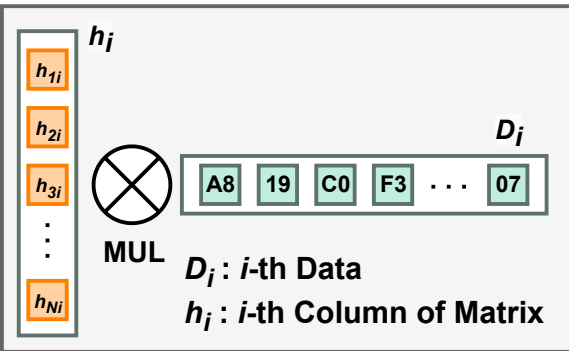 h_i
h_1i
h_2i
h_3i
⋮
h_Ni
MUL
D_i
A8 19 C0 F3 . . . 07
D_i : i-th Data
h_i : i-th Column of Matrix